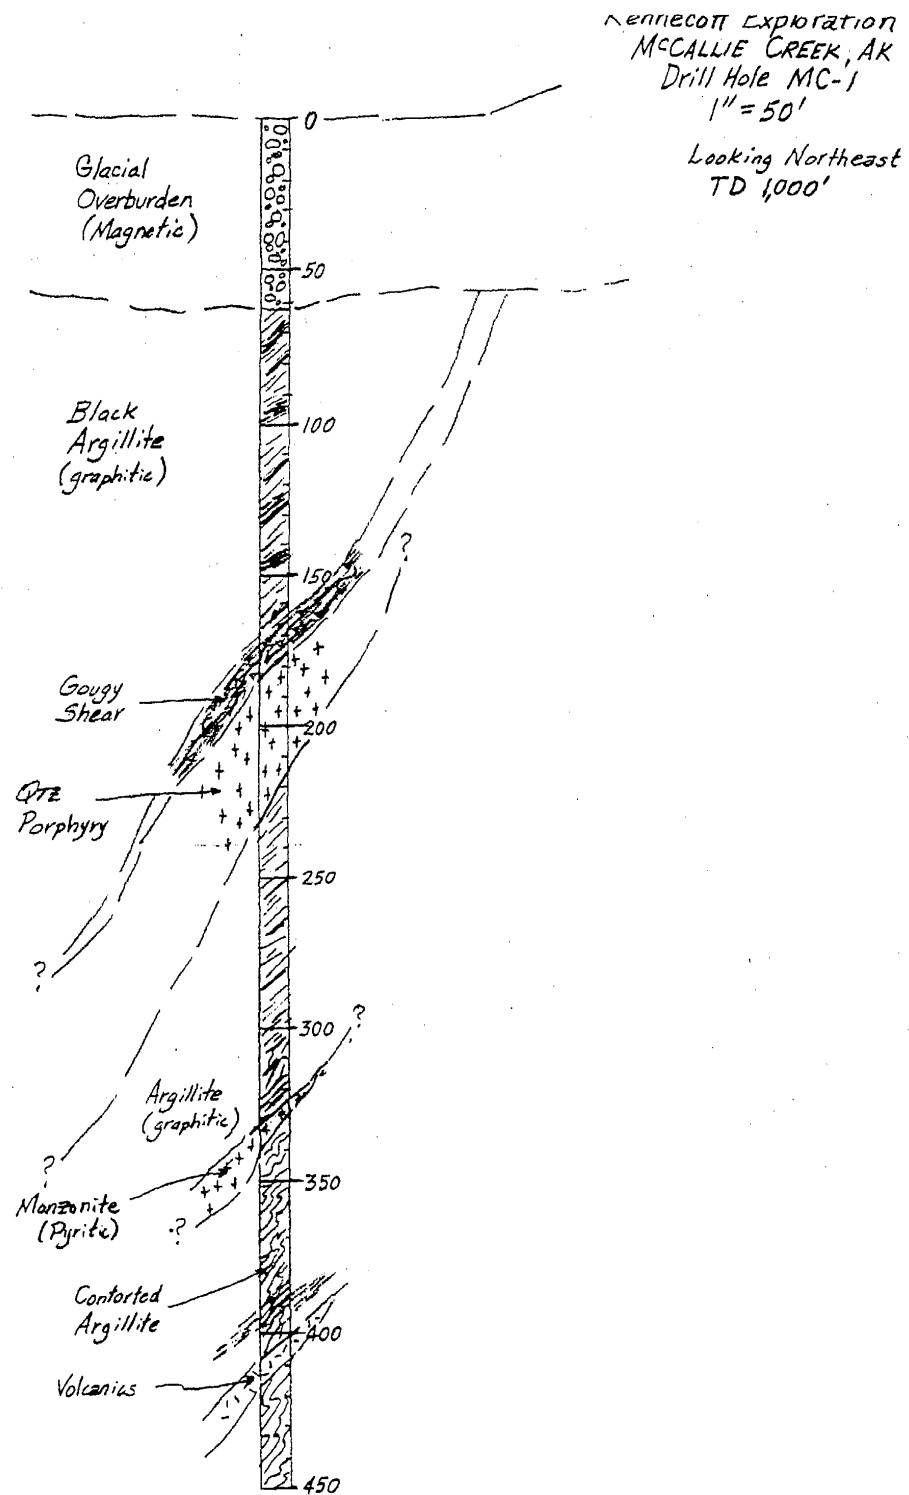 Kennecott Exploration
McCALLIE CREEK, AK
Drill Hole MC-1
1" = 50'
Looking Northeast
TD 1,000'
0
Glacial
Overburden
(Magnetic)
50
Black
Argillite
(graphitic)
100
?
150
Gougy
Shear
200
QTZ
Porphyry
250
?
300
?
Argillite
(graphitic)
?
350
Manzonite
(Pyritic)
?
Contorted
Argillite
400
Volcanics
450